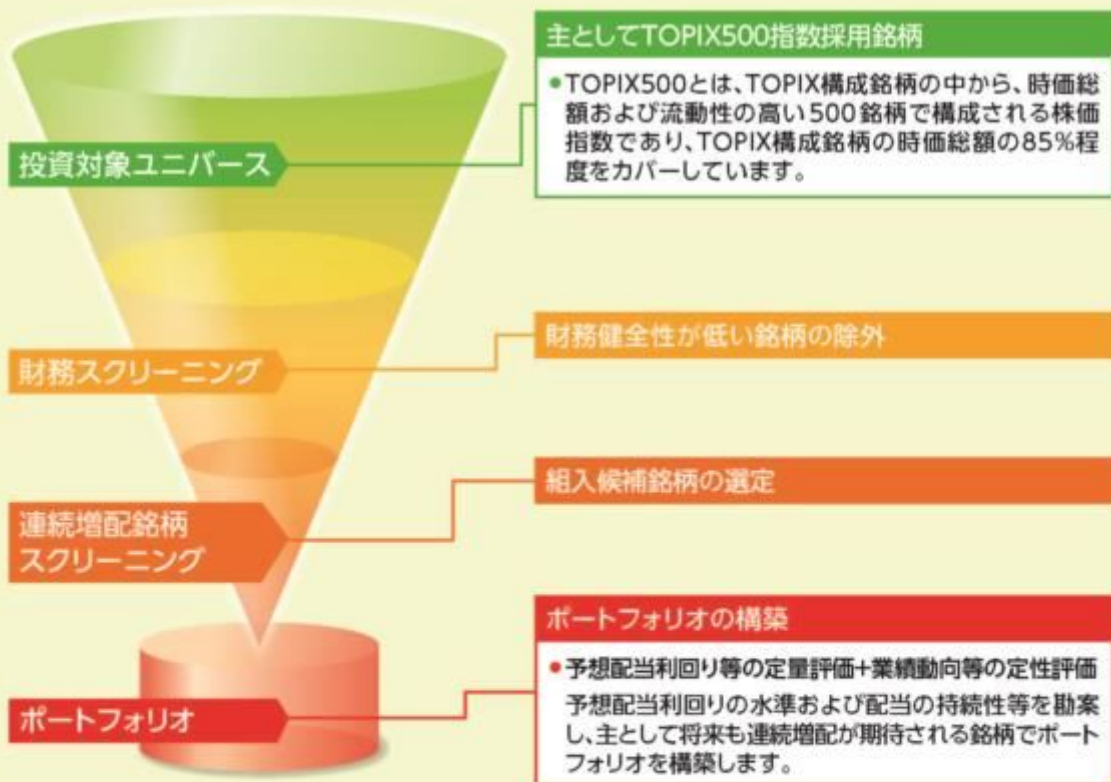 主としてTOPIX500指数採用銘柄
•TOPIX500とは、TOPIX構成銘柄の中から、時価総
額および流動性の高い500銘柄で構成される株価
指数であり、TOPIX構成銘柄の時価総額の85%程
度をカバーしています。
投資対象ユニバース
財務健全性が低い銘柄の除外
財務スクリーニング
組入候補銘柄の選定
連続増配銘柄
スクリーニング
ポートフォリオの構築
•予想配当利回り等の定量評価+業績動向等の定性評価
予想配当利回りの水準および配当の持続性等を勘案
し、主として将来も連続増配が期待される銘柄でポート
フォリオを構築します。
ポートフォリオ